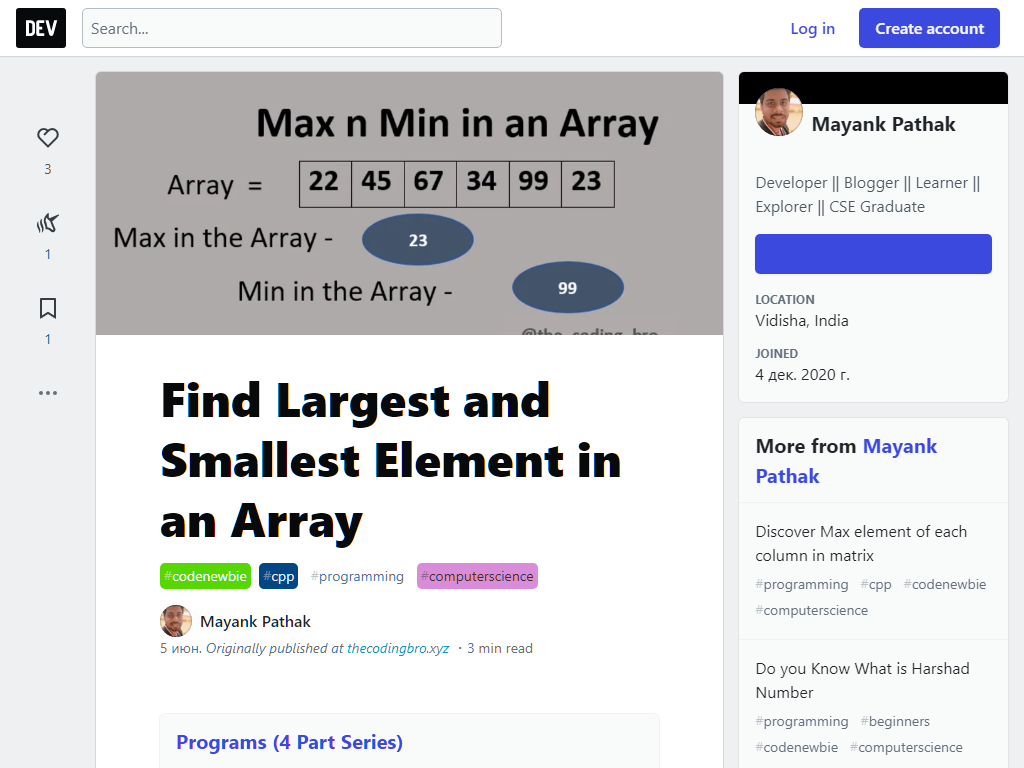 DEV
Search...
Log in
Create account
3
1
1
Max n Min in an Array
Array = 22 45 67 34 99 23
Max in the Array - 23
Min in the Array - 99
@the_coding_bro
Find Largest and
Smallest Element in
an Array
#codenewbie #cpp #programming #computerscience
Mayank Pathak
5 июн. Originally published at thecodingbro.xyz ・3 min read
Programs (4 Part Series)
Mayank Pathak
Developer || Blogger || Learner ||
Explorer || CSE Graduate
LOCATION
Vidisha, India
JOINED
4 дек. 2020 г.
More from Mayank
Pathak
Discover Max element of each
column in matrix
#programming #cpp #codenewbie
#computerscience
Do you Know What is Harshad
Number
#programming #beginners
#codenewbie #computerscience